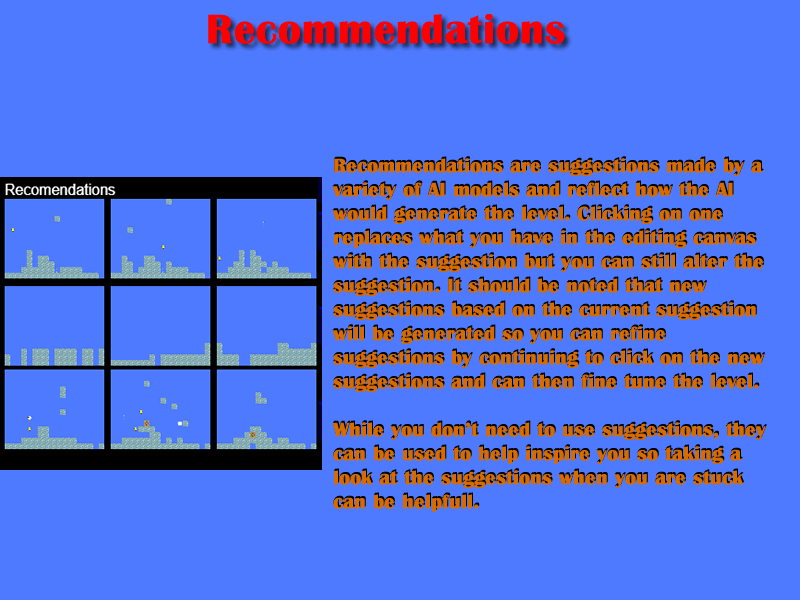 Recommendations
Recomendations
Recommendations are suggestions made by a
variety of AI models and reflect how the AI
would generate the level. Clicking on one
replaces what you have in the editing canvas
with the suggestion but you can still alter the
suggestion. It should be noted that new
suggestions based on the current suggestion
will be generated so you can refine
suggestions by continuing to click on the new
suggestions and can then fine tune the level.
While you don't need to use suggestions, they
can be used to help inspire you so taking a
look at the suggestions when you are stuck
can be helpfull.